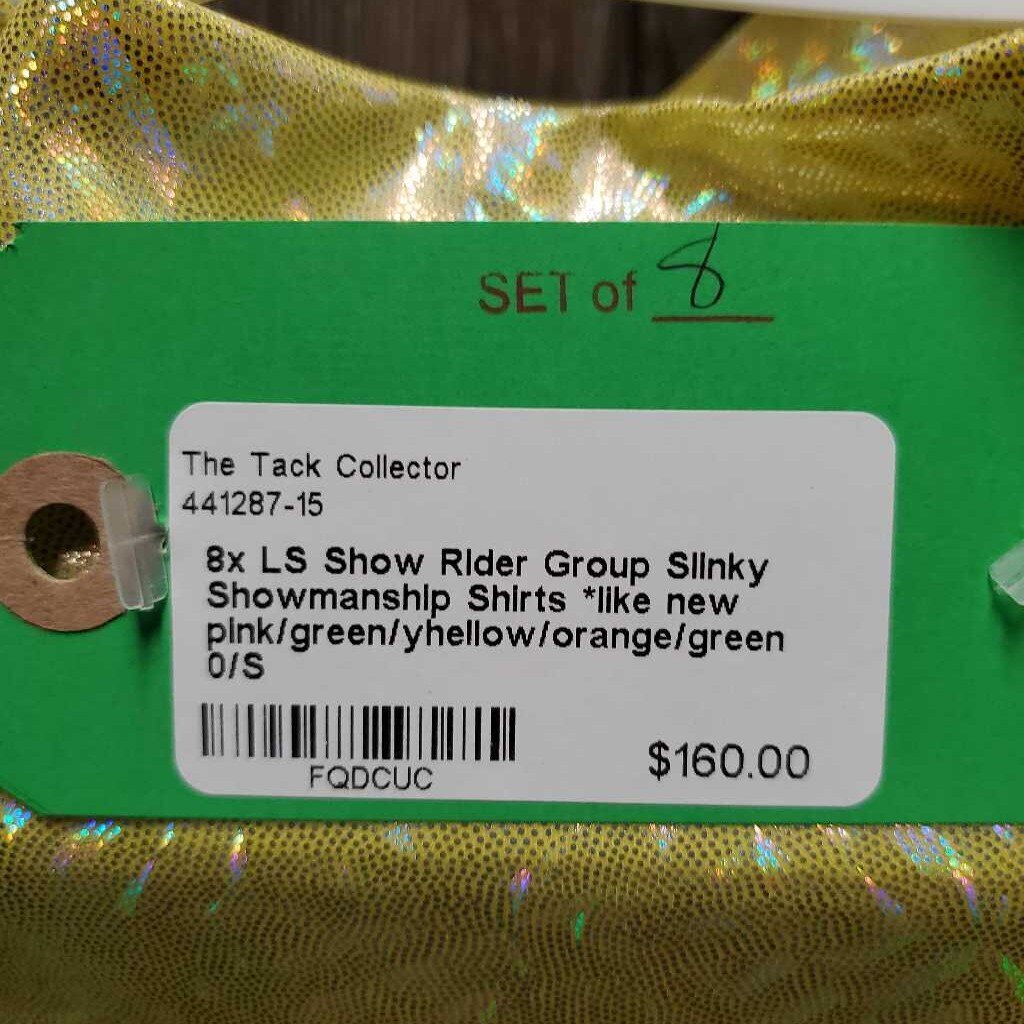 SET of 8
The Tack Collector
441287-15
8x LS Show Rider Group Slinky
Showmanship Shirts *like new
pink/green/yhellow/orange/green
0/S
FQDCUC
$160.00